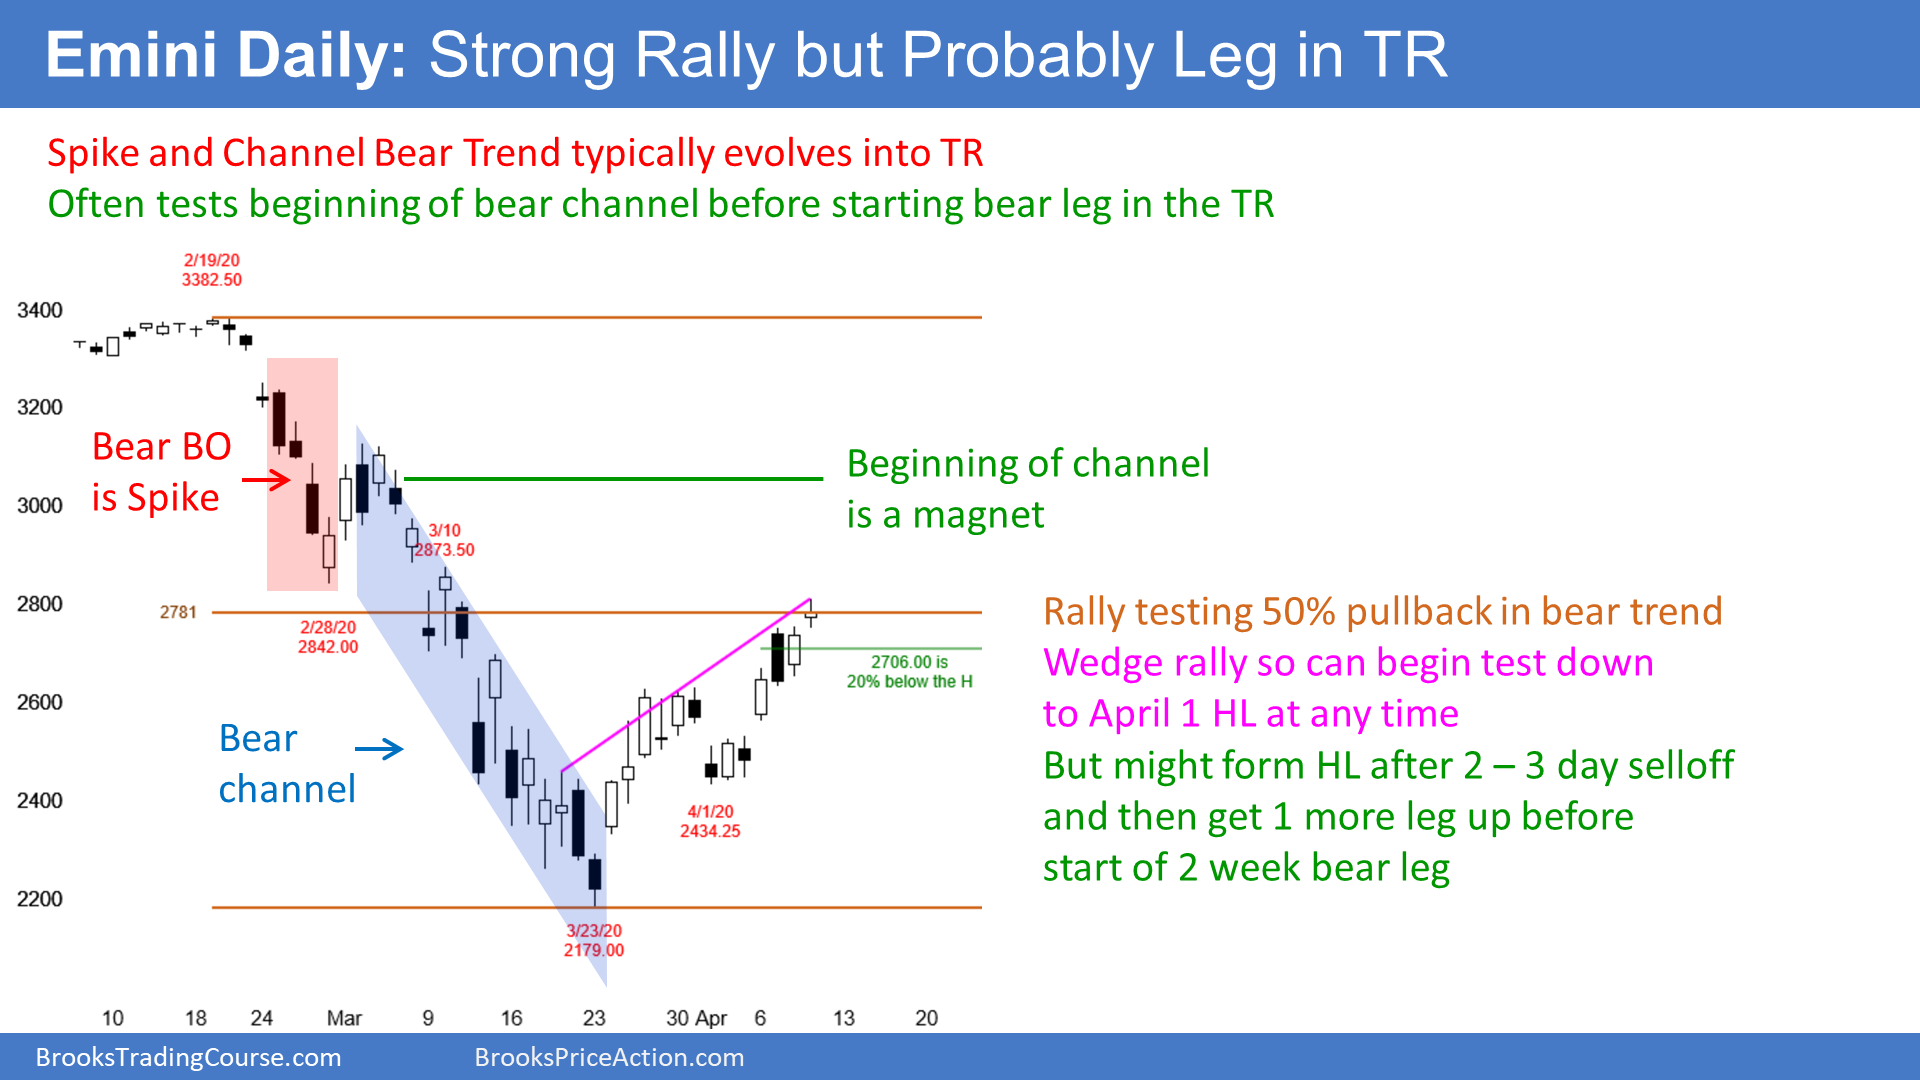 Emini Daily: Strong Rally but Probably Leg in TR
Spike and Channel Bear Trend typically evolves into TR
Often tests beginning of bear channel before starting bear leg in the TR
2/19/20
3382.50
3400
3200
3000
2800
2600
2400
2200
Bear BO
is Spike
Beginning of channel
is a magnet
3/10
2873.50
2781
2/28/20
2842.00
2706.00 is
20% below the H
Rally testing 50% pullback in bear trend
Wedge rally so can begin test down
to April 1 HL at any time
But might form HL after 2 – 3 day selloff
and then get 1 more leg up before
start of 2 week bear leg
Bear
channel
4/1/20
2434.25
3/23/20
2179.00
10 18 24 Mar 9 16 23 30 Apr 6 13 20
BrooksTradingCourse.com BrooksPriceAction.com